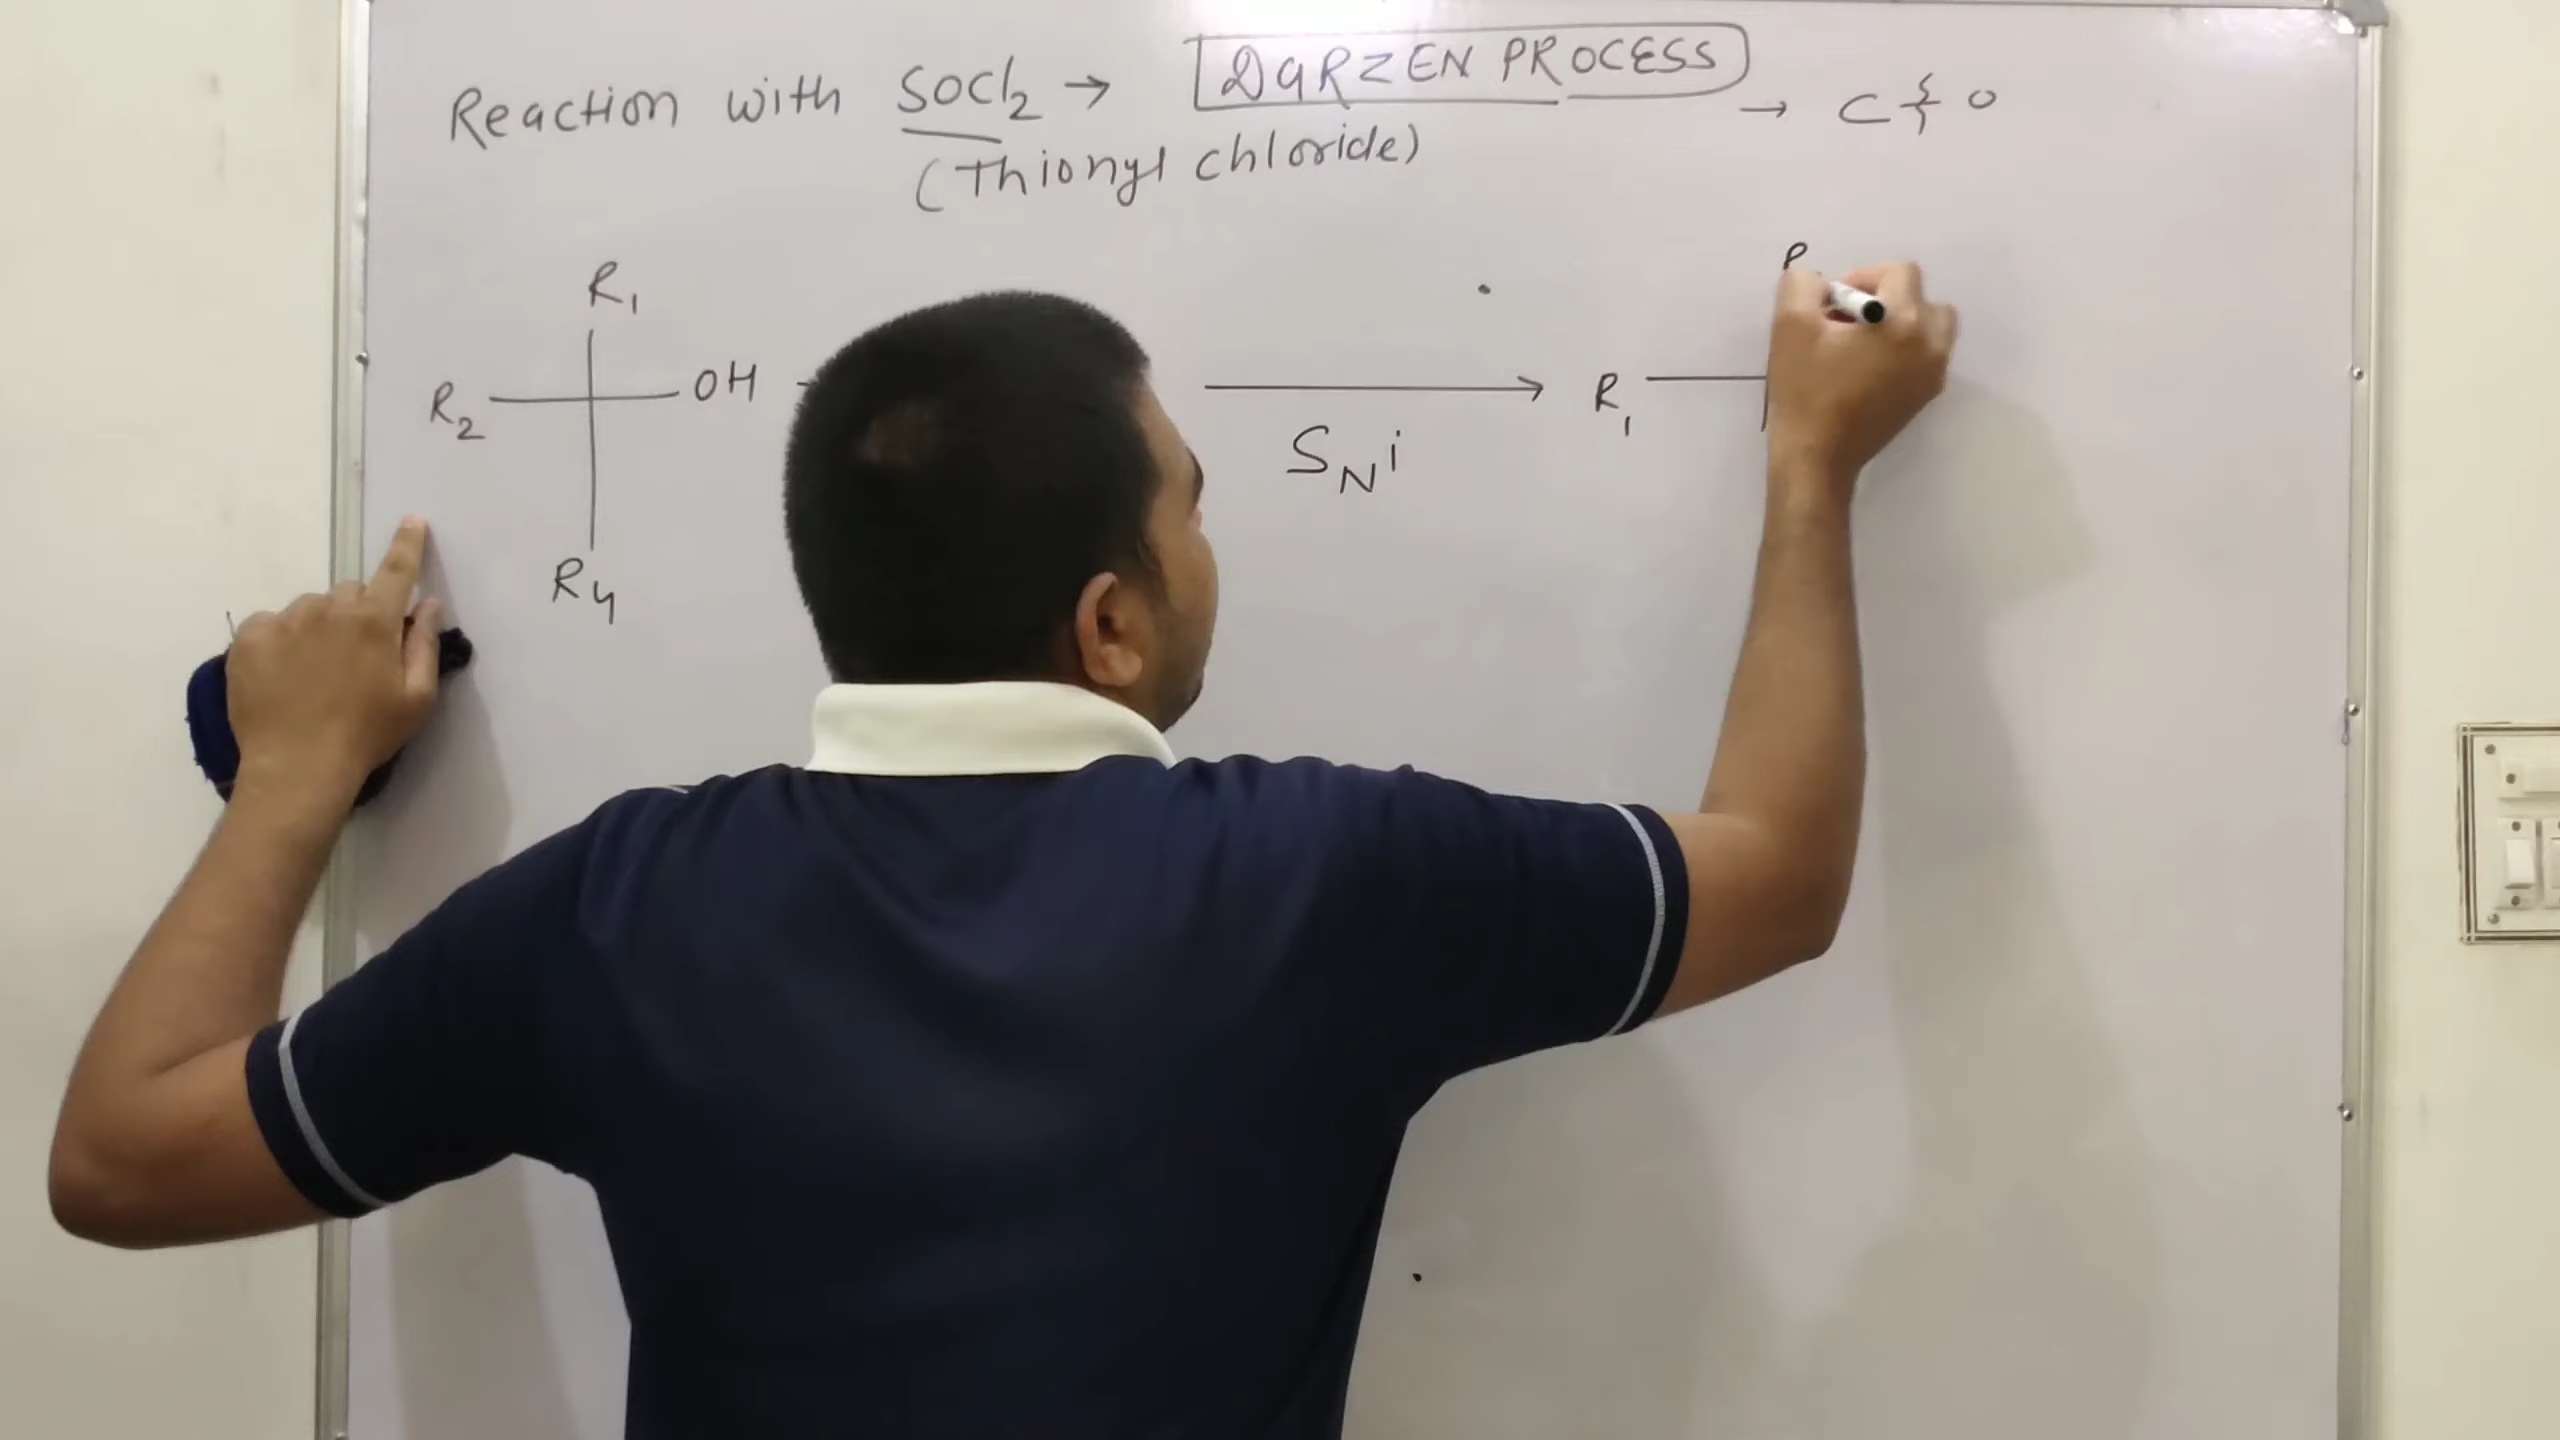 Reaction with SOCl2 → DARZEN PROCESS → C O
(Thionyl chloride)
R1
R2 OH
R4
→
SNi
R1
R